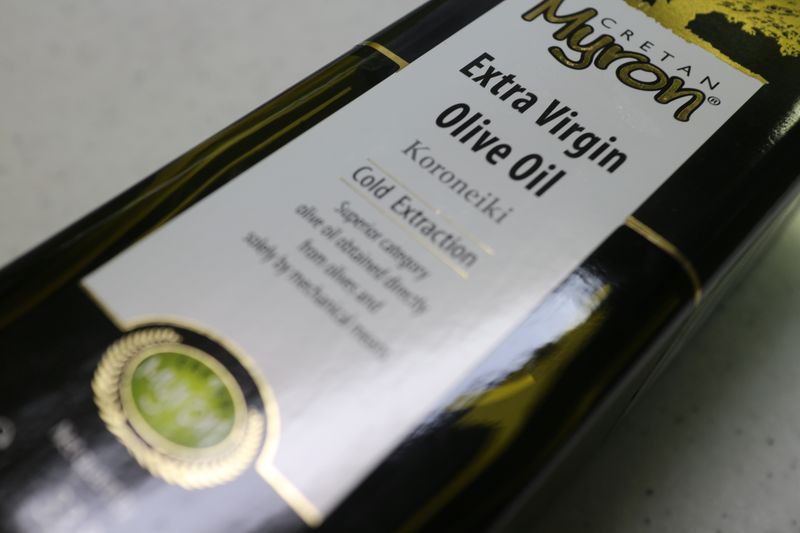 CRETAN
Myron®
Extra Virgin
Olive Oil
Koroneiki
Cold Extraction
Superior category
olive oil obtained directly
from olives and
solely by mechanical means